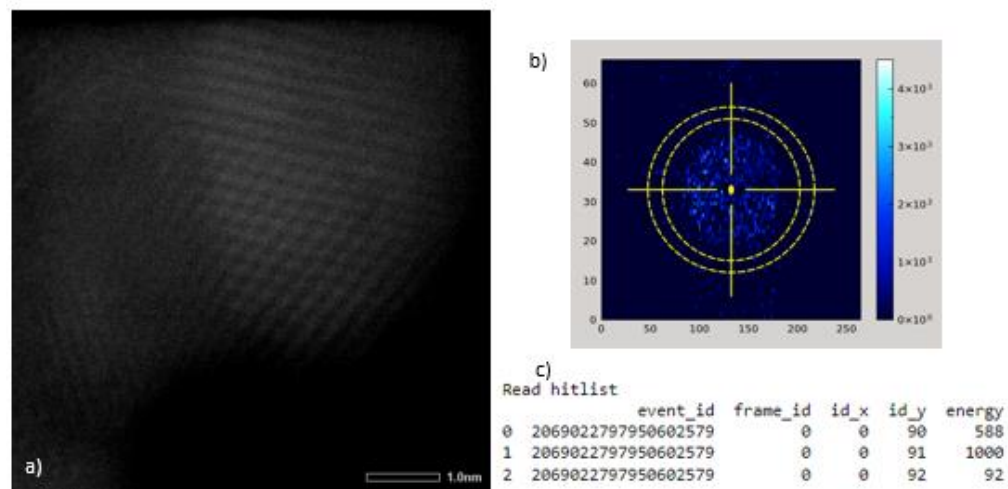 a)
1.0nm
b)
60
50
40
30
20
10
0
0 50 100 150 200 250
4×10³
3×10³
2×10³
1×10³
0×10⁰
c)
Read hitlist
event_id frame_id id_x id_y energy
0 2069022797950602579 0 0 90 588
1 2069022797950602579 0 0 91 1000
2 2069022797950602579 0 0 92 92